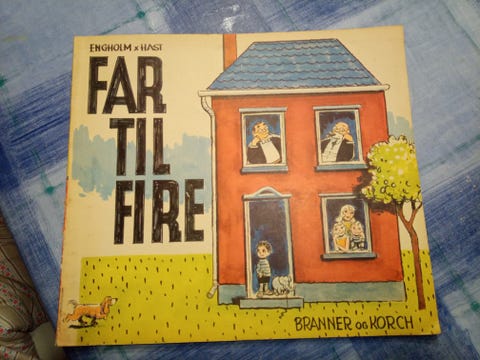 ENGHOLM x HAST
FAR
TIL
FIRE
BRANNER OG KORCH